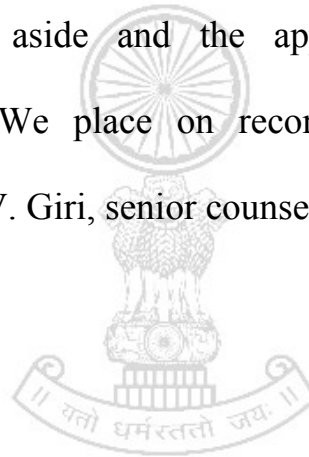 aside and the ap
We place on recor
V. Giri, senior counse
॥ यतो धर्मस्ततो जयः ॥